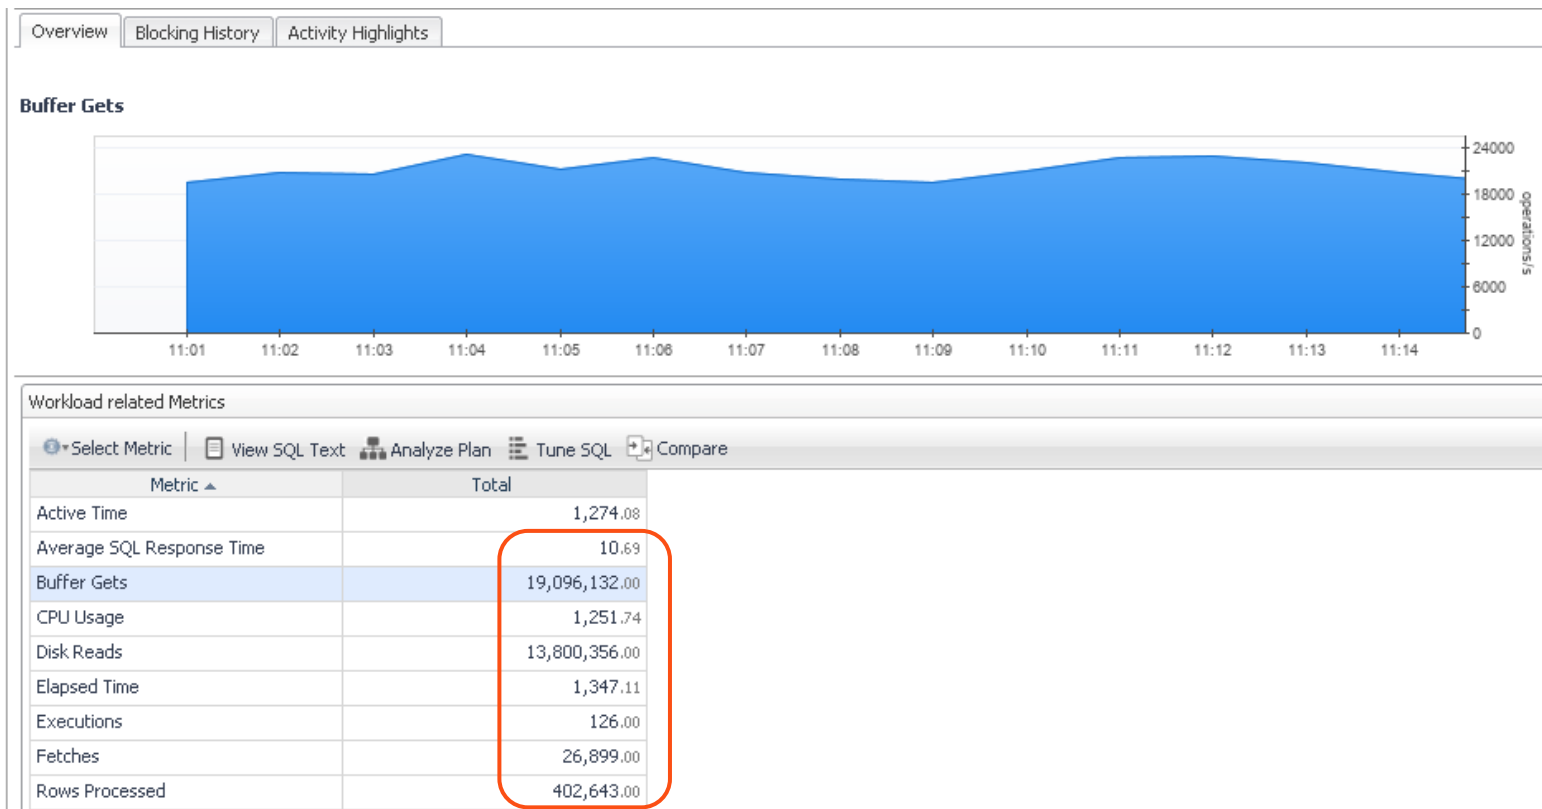 Overview Blocking History Activity Highlights
Buffer Gets
24000
18000
12000
6000
0
operations/s
11:01 11:02 11:03 11:04 11:05 11:06 11:07 11:08 11:09 11:10 11:11 11:12 11:13 11:14
Workload related Metrics
Select Metric View SQL Text Analyze Plan Tune SQL Compare
Metric Total
Active Time 1,274.08
Average SQL Response Time 10.69
Buffer Gets 19,096,132.00
CPU Usage 1,251.74
Disk Reads 13,800,356.00
Elapsed Time 1,347.11
Executions 126.00
Fetches 26,899.00
Rows Processed 402,643.00